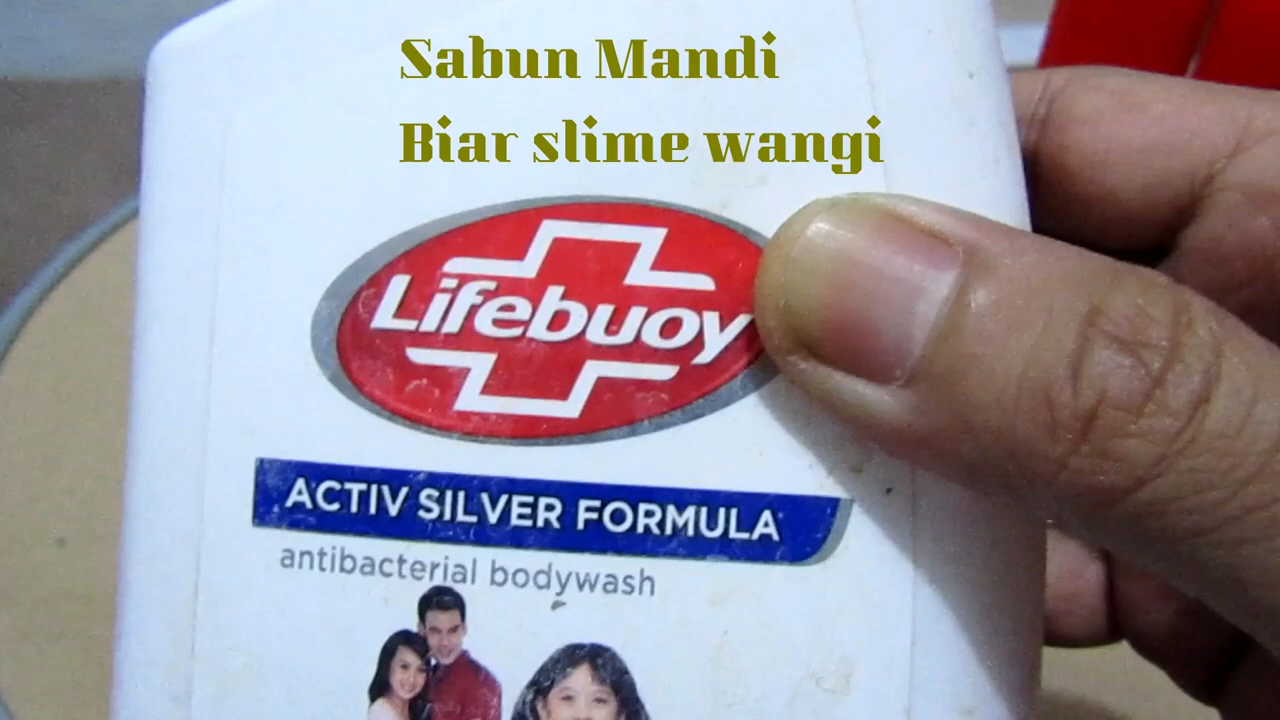 Sabun Mandi
Biar slime wangi
Lifebuoy
ACTIV SILVER FORMULA
antibacterial bodywash